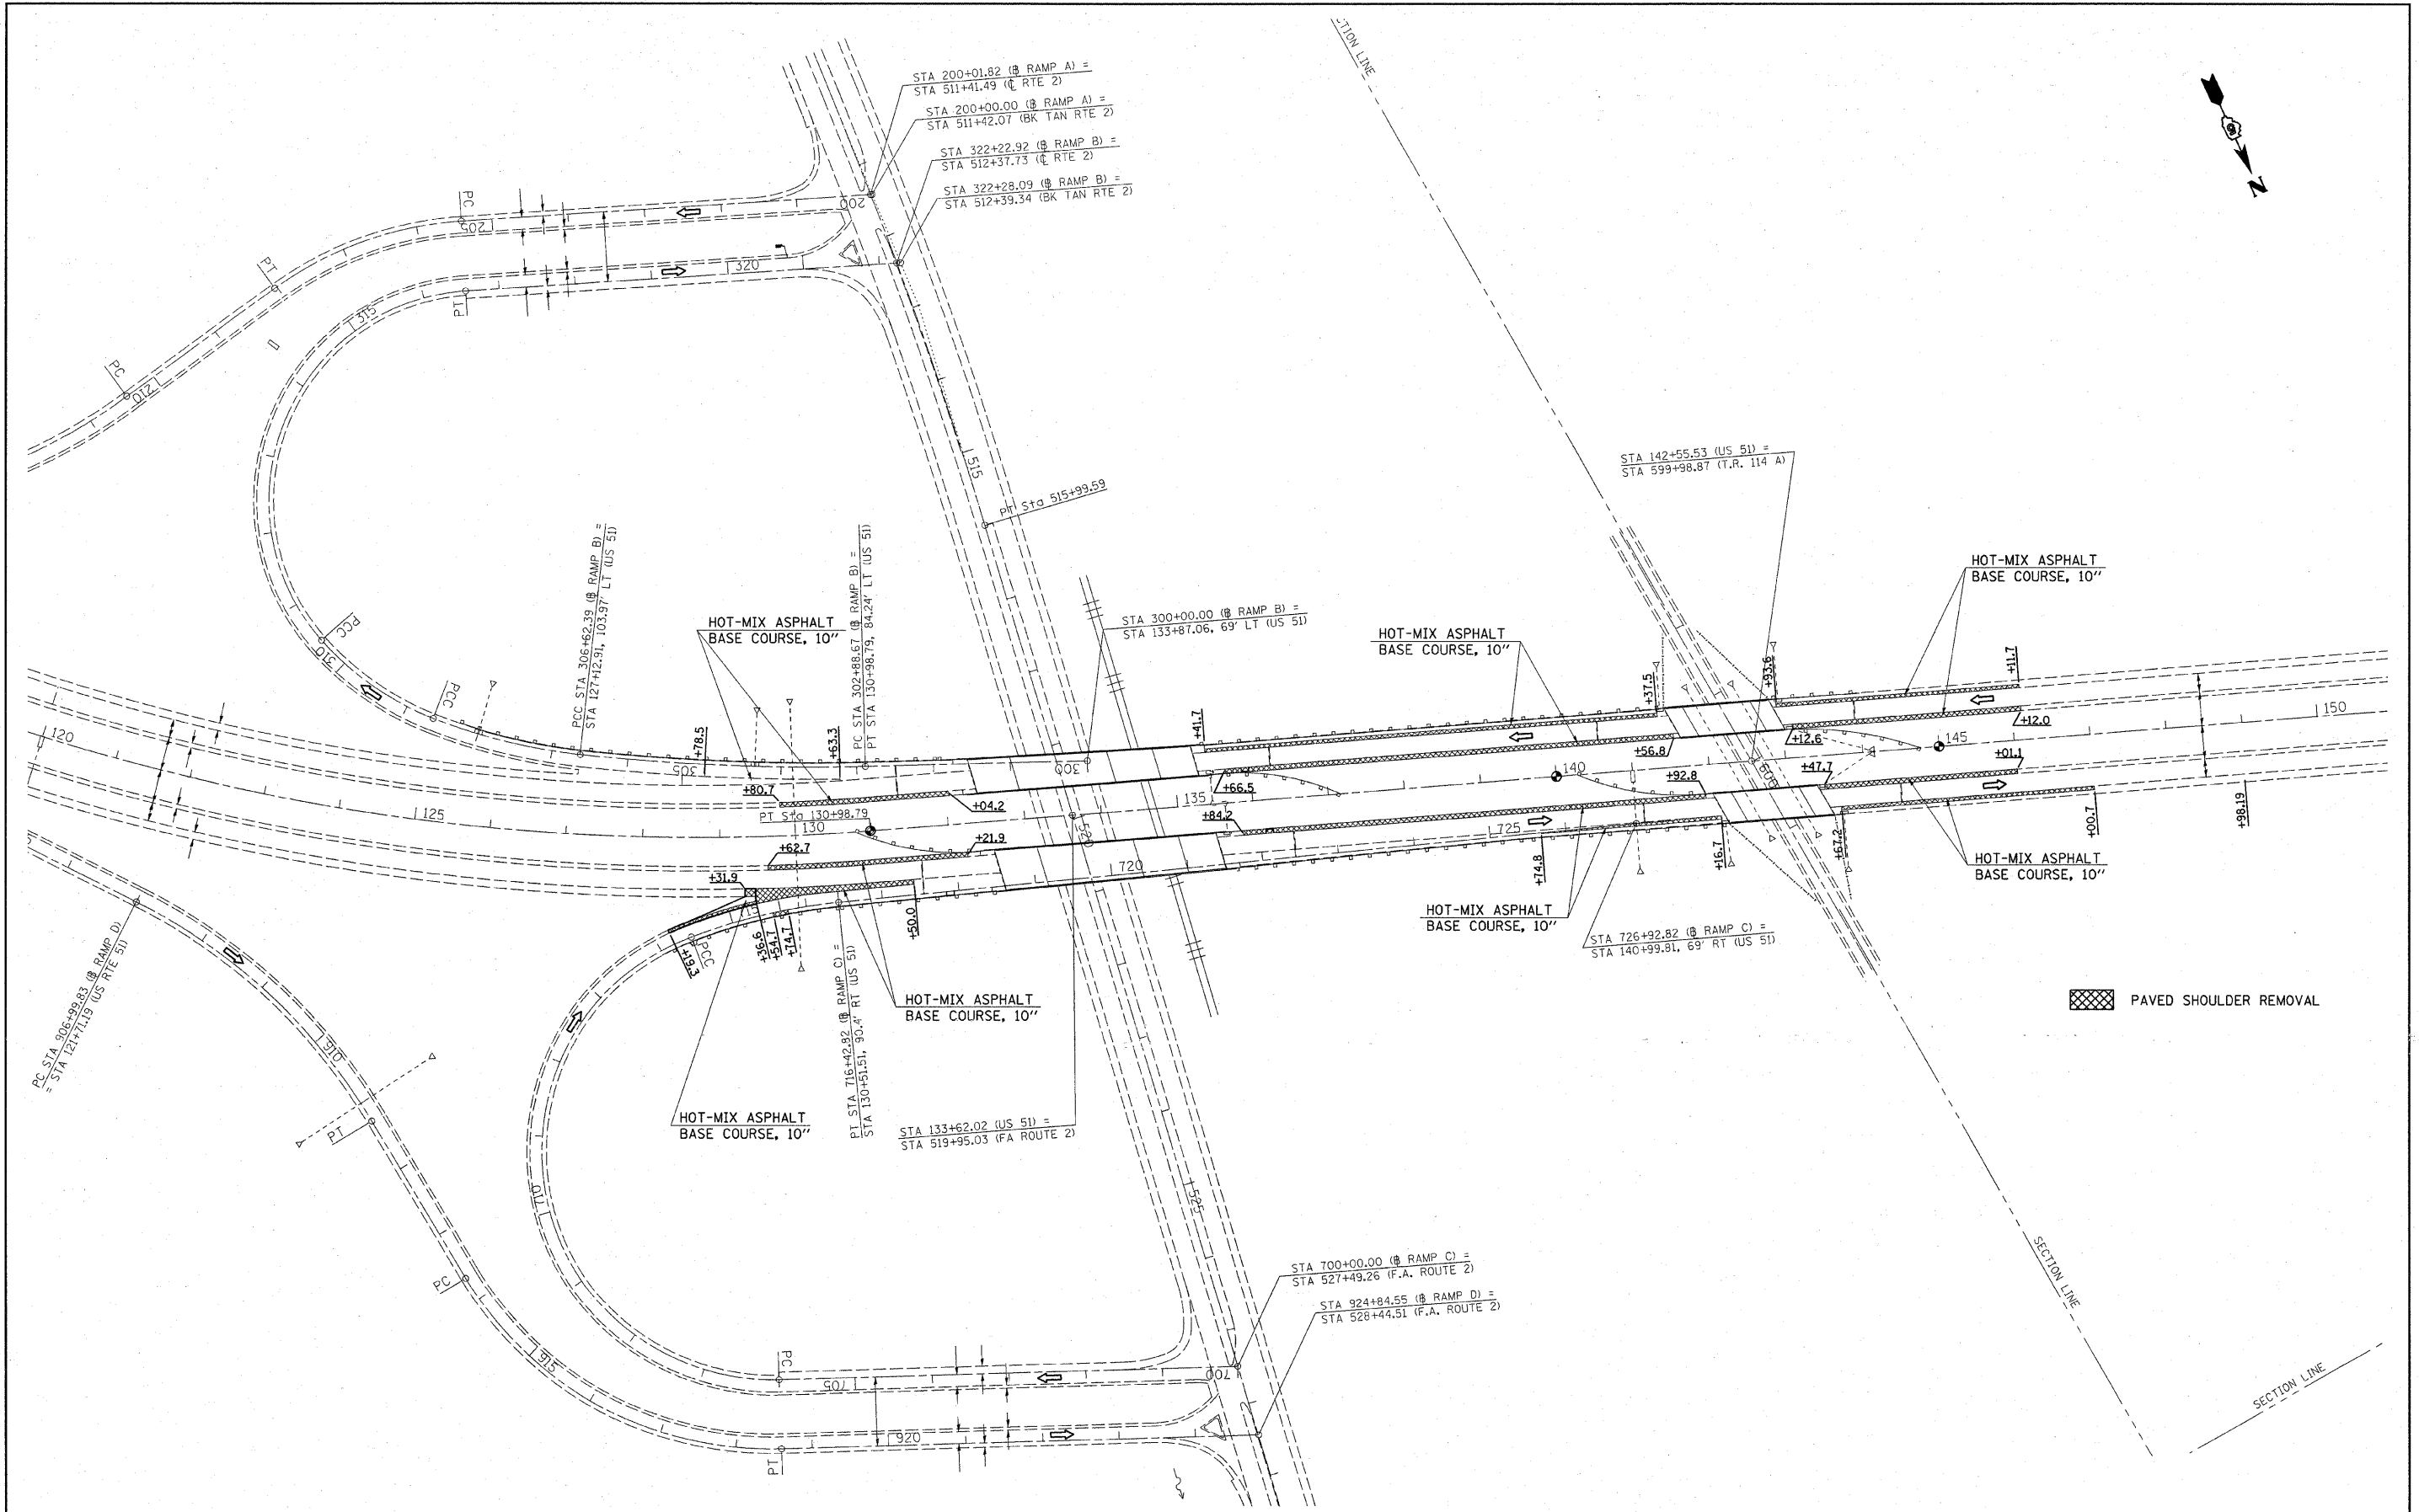 STA 200+01.82 (B RAMP A) =
STA 511+41.49 (℄ RTE 2)
STA 200+00.00 (B RAMP A) =
STA 511+42.07 (BK TAN RTE 2)
STA 322+22.92 (B RAMP B) =
STA 512+37.73 (℄ RTE 2)
STA 322+28.09 (B RAMP B) =
STA 512+39.34 (BK TAN RTE 2)
SECTION LINE
N
PC
205
200
PT
320
PT
315
PC
210
515
PT Sta 515+99.59
STA 142+55.53 (US 51) =
STA 599+98.87 (T.R. 114 A)
HOT-MIX ASPHALT
BASE COURSE, 10"
PCC
310
PCC
PCC STA 306+62.39 (B RAMP B) =
STA 127+12.91, 103.97' LT (US 51)
HOT-MIX ASPHALT
BASE COURSE, 10"
PC STA 302+88.67 (B RAMP B) =
PT STA 130+98.79, 84.24' LT (US 51)
STA 300+00.00 (B RAMP B) =
STA 133+87.06, 69' LT (US 51)
HOT-MIX ASPHALT
BASE COURSE, 10"
+37.5
+93.6
+11.7
+78.5
+63.3
+41.7
120
305
300
+80.7
+04.2
+66.5
+56.8
+12.6
+12.0
150
145
140
135
125
130
PT Sta 130+98.79
+92.8
+47.7
+01.1
600
+62.7
+21.9
+84.2
520
725
720
+31.9
715
+50.0
+74.8
+16.7
+67.2
+00.7
+98.19
+19.3
PCC
+36.6
+54.7
+74.7
HOT-MIX ASPHALT
BASE COURSE, 10"
HOT-MIX ASPHALT
BASE COURSE, 10"
STA 726+92.82 (B RAMP C) =
STA 140+99.81, 69' RT (US 51)
PC STA 906+99.83 (B RAMP D)
= STA 121+71.19 (US RTE 51)
HOT-MIX ASPHALT
BASE COURSE, 10"
PT STA 716+42.82 (B RAMP C) =
STA 130+51.51, 90.4' RT (US 51)
PAVED SHOULDER REMOVAL
910
PT
HOT-MIX ASPHALT
BASE COURSE, 10"
STA 133+62.02 (US 51) =
STA 519+95.03 (FA ROUTE 2)
710
525
PC
SECTION LINE
STA 700+00.00 (B RAMP C) =
STA 527+49.26 (F.A. ROUTE 2)
STA 924+84.55 (B RAMP D) =
STA 528+44.51 (F.A. ROUTE 2)
915
PC
705
700
920
PT
SECTION LINE